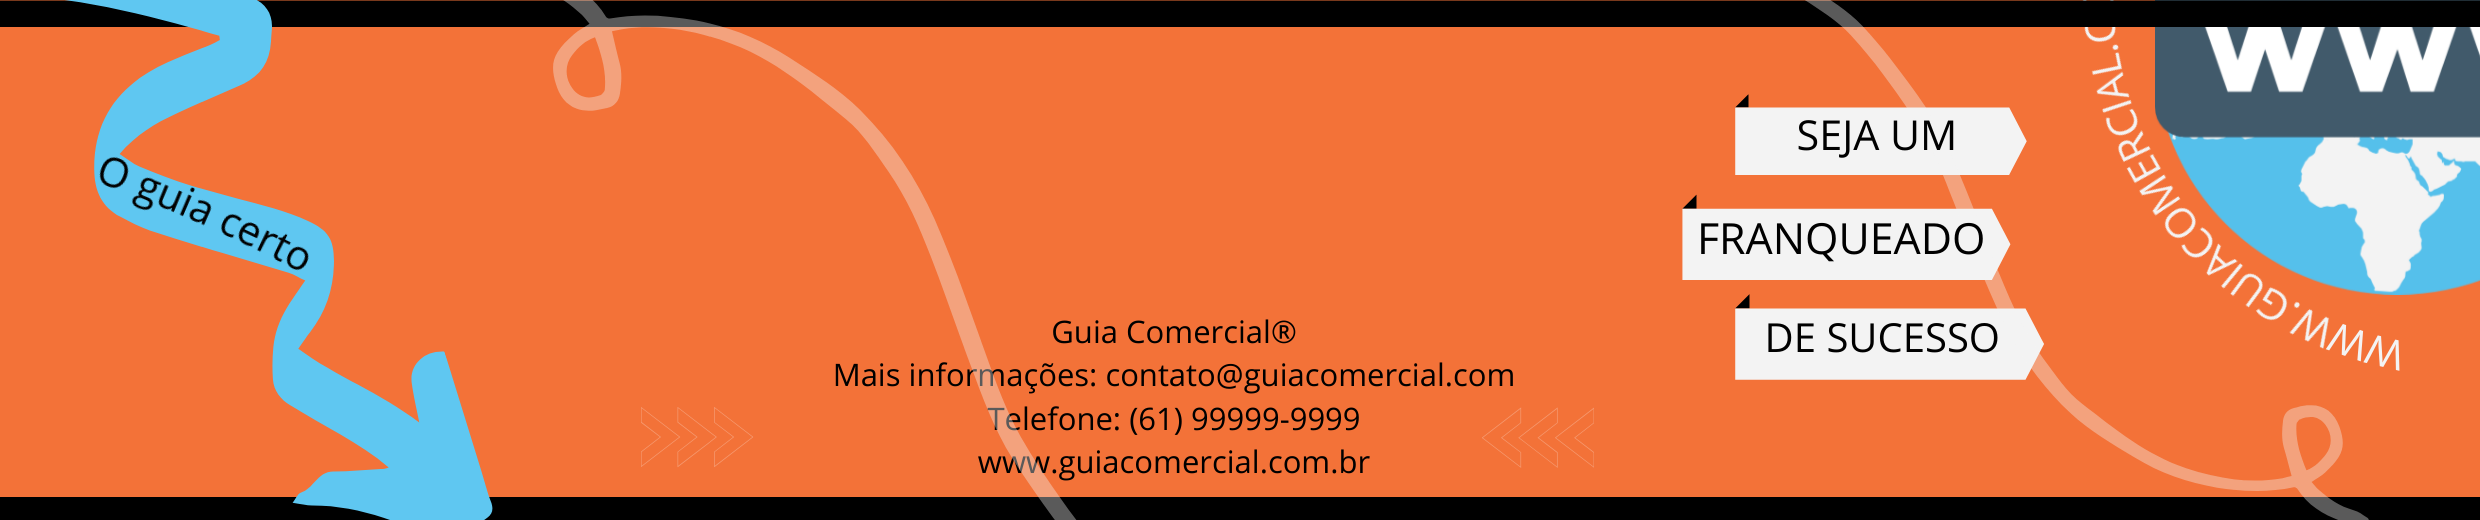 O guia certo
Guia Comercial®
Mais informações: contato@guiacomercial.com
Telefone: (61) 99999-9999
www.guiacomercial.com.br
SEJA UM
FRANQUEADO
DE SUCESSO
WWW.GUIACOMERCIAL.C
WW